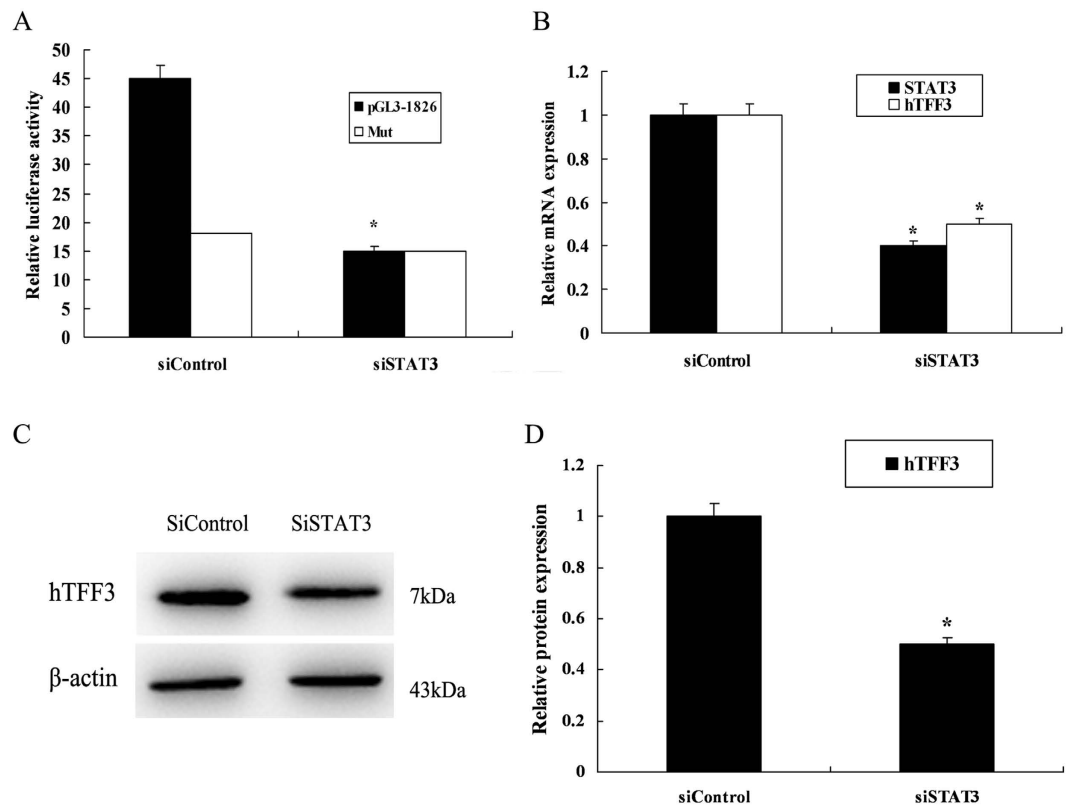 A
Relative luciferase activity
50
45
40
35
30
25
20
15
10
5
0
pGL3-1826
Mut
*
siControl
siSTAT3
B
Relative mRNA expression
1.2
1
0.8
0.6
0.4
0.2
0
STAT3
hTFF3
*
*
siControl
siSTAT3
C
SiControl SiSTAT3
hTFF3 7kDa
β-actin 43kDa
D
Relative protein expression
1.2
1
0.8
0.6
0.4
0.2
0
hTFF3
*
siControl
siSTAT3